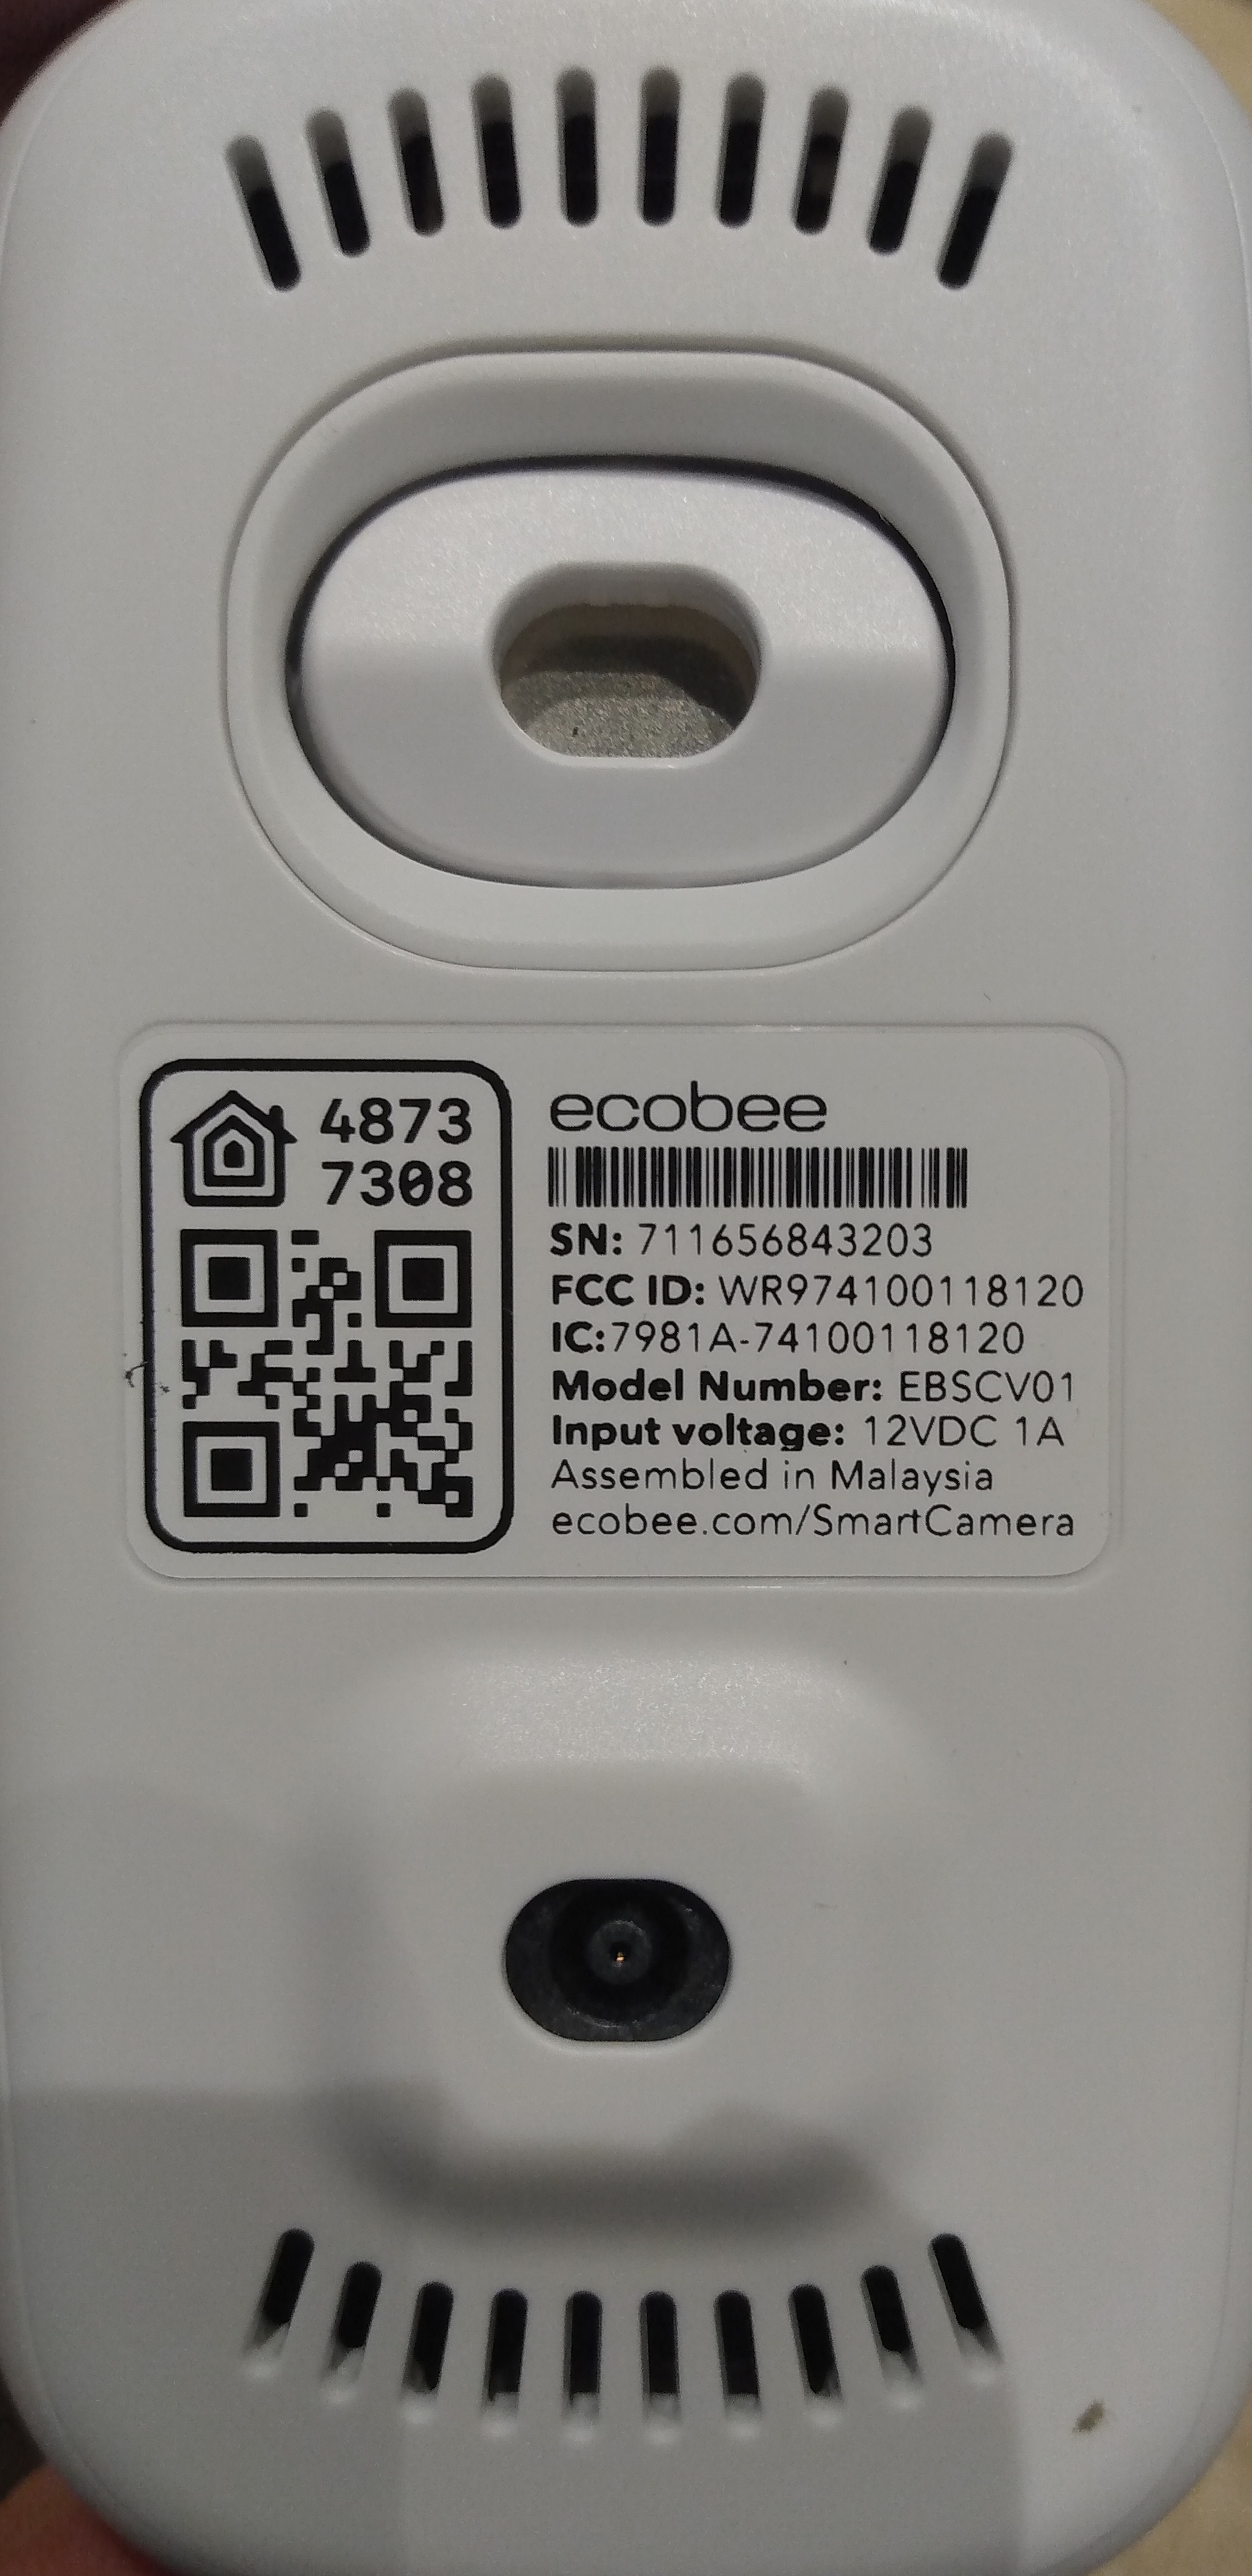 4873
7308
ecobee
SN: 711656843203
FCC ID: WR974100118120
IC:7981A-74100118120
Model Number: EBSCV01
Input voltage: 12VDC 1A
Assembled in Malaysia
ecobee.com/SmartCamera